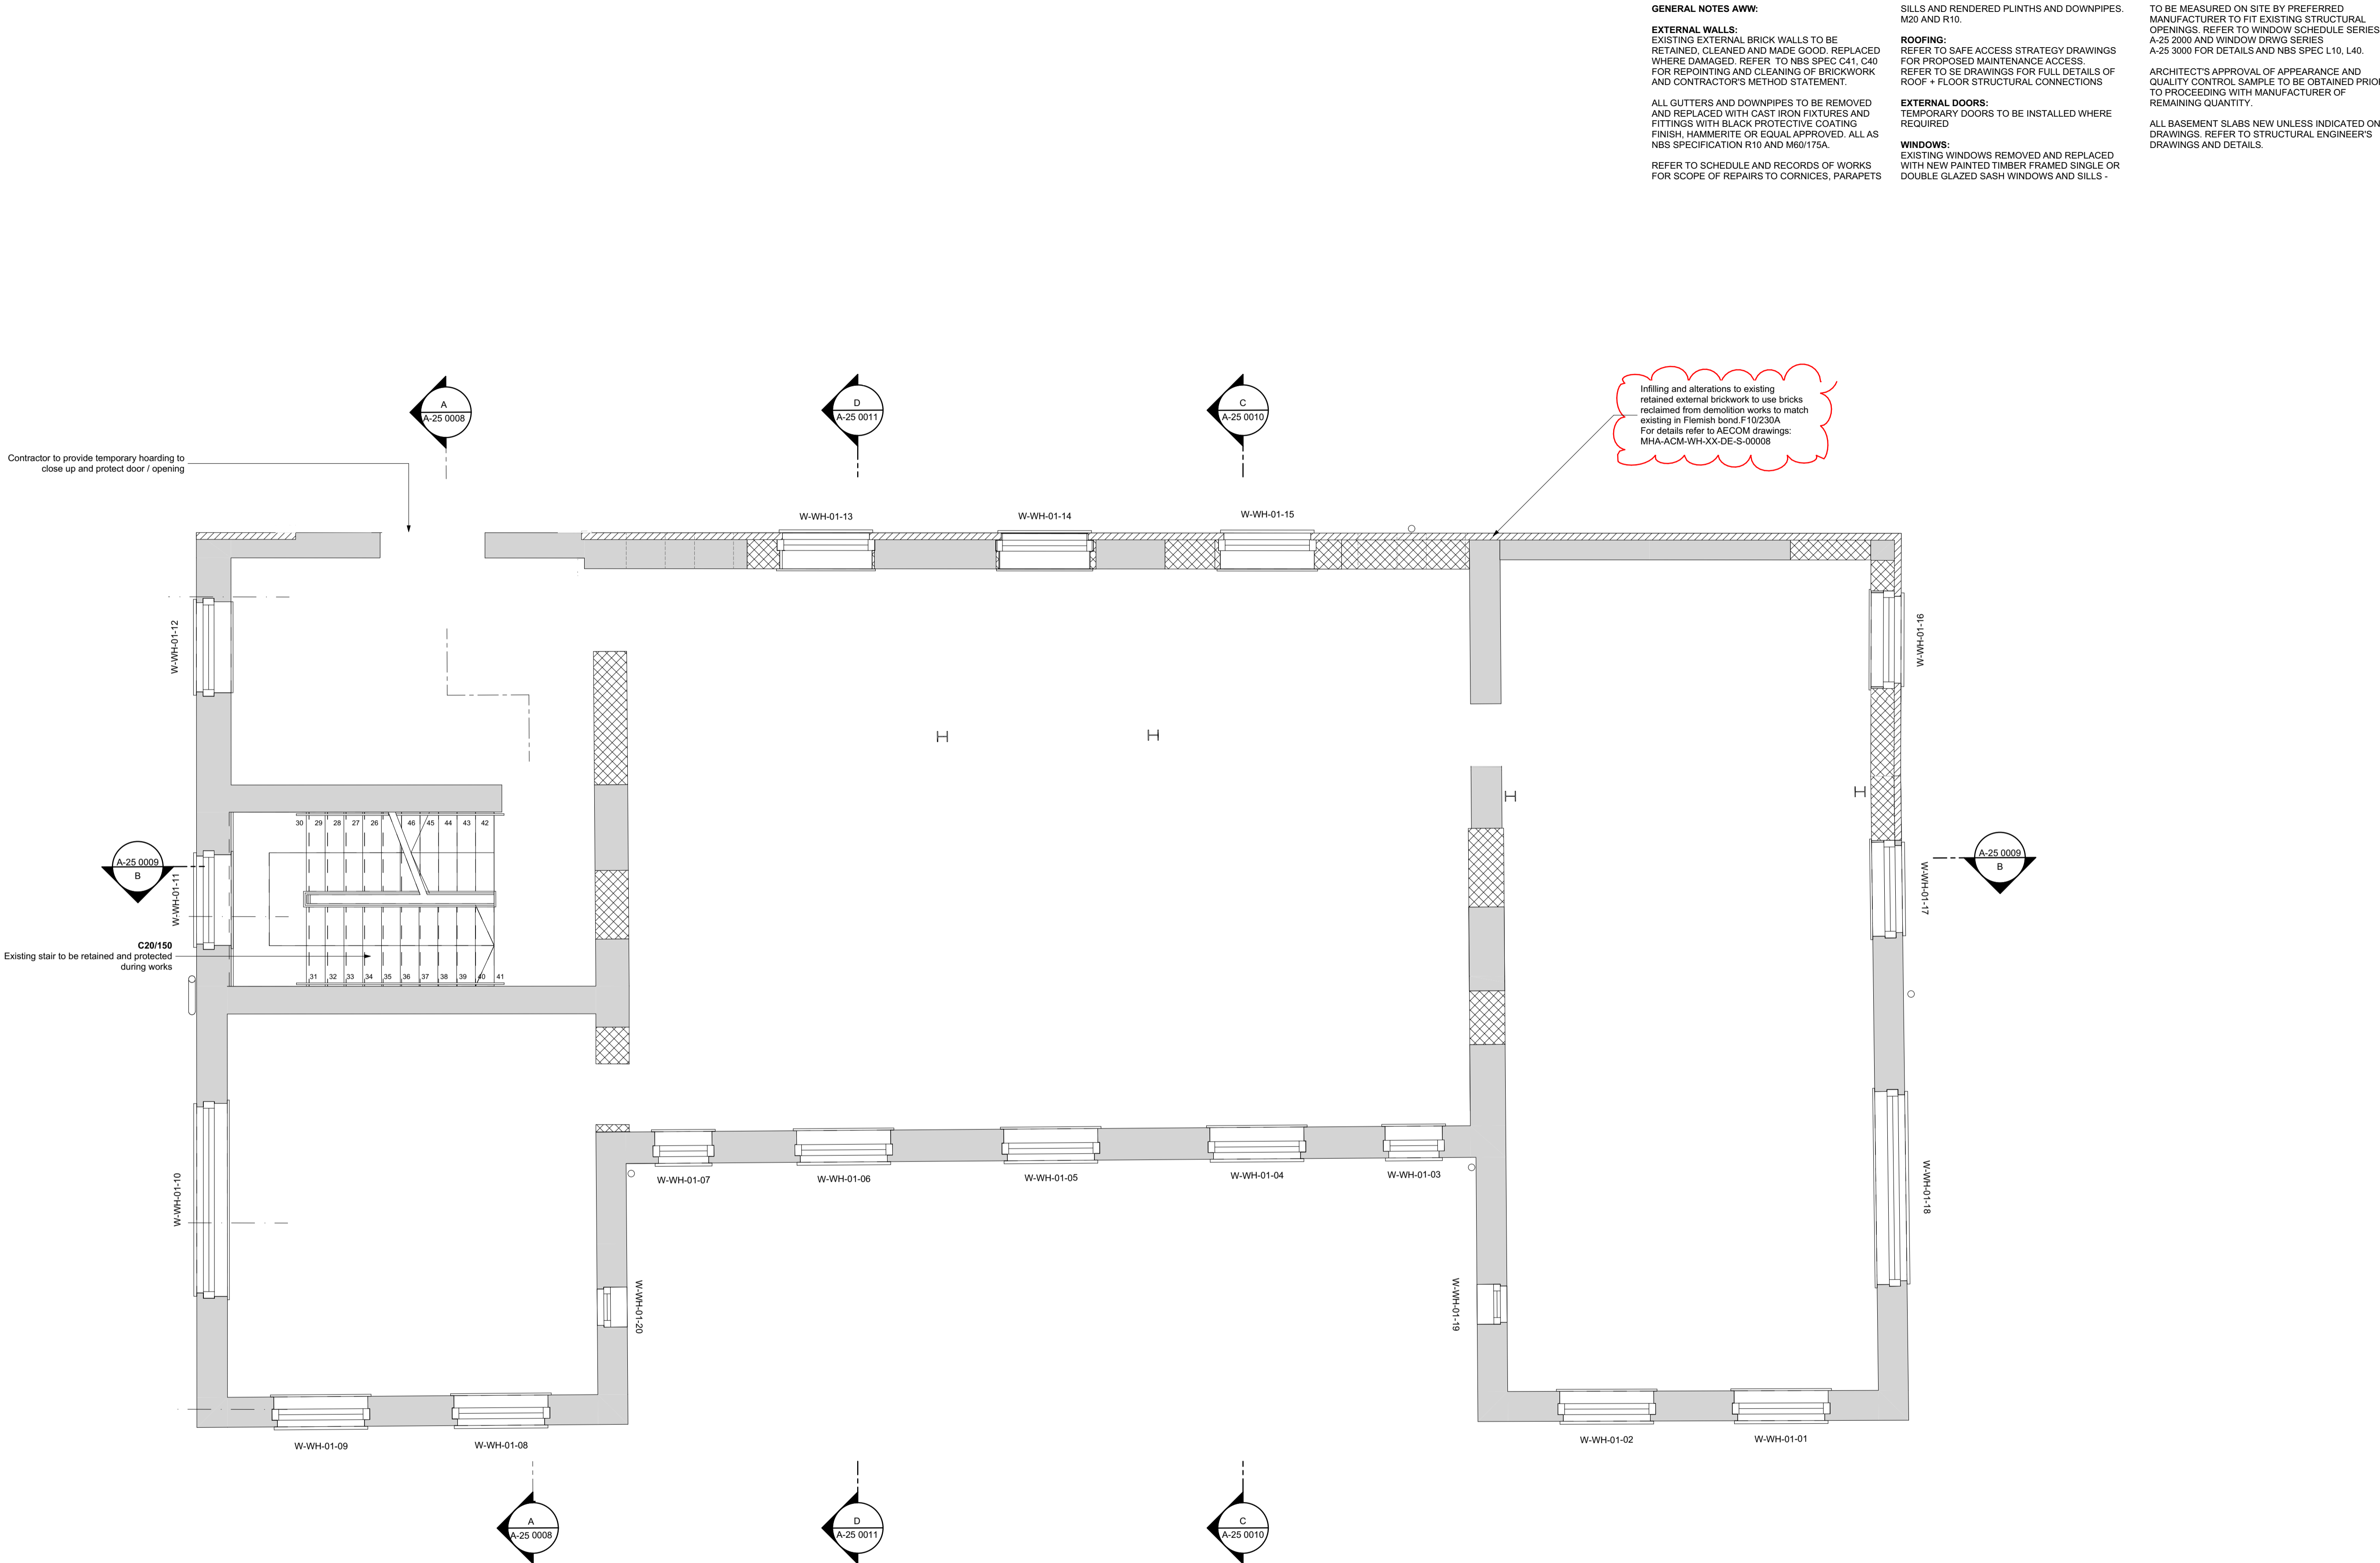 GENERAL NOTES AWW:
EXTERNAL WALLS:
EXISTING EXTERNAL BRICK WALLS TO BE
RETAINED, CLEANED AND MADE GOOD. REPLACED
WHERE DAMAGED. REFER TO NBS SPEC C41, C40
FOR REPOINTING AND CLEANING OF BRICKWORK
AND CONTRACTOR'S METHOD STATEMENT.
ALL GUTTERS AND DOWNPIPES TO BE REMOVED
AND REPLACED WITH CAST IRON FIXTURES AND
FITTINGS WITH BLACK PROTECTIVE COATING
FINISH, HAMMERITE OR EQUAL APPROVED. ALL AS
NBS SPECIFICATION R10 AND M60/175A.
REFER TO SCHEDULE AND RECORDS OF WORKS
FOR SCOPE OF REPAIRS TO CORNICES, PARAPETS
SILLS AND RENDERED PLINTHS AND DOWNPIPES.
M20 AND R10.
ROOFING:
REFER TO SAFE ACCESS STRATEGY DRAWINGS
FOR PROPOSED MAINTENANCE ACCESS.
REFER TO SE DRAWINGS FOR FULL DETAILS OF
ROOF + FLOOR STRUCTURAL CONNECTIONS
EXTERNAL DOORS:
TEMPORARY DOORS TO BE INSTALLED WHERE
REQUIRED
WINDOWS:
EXISTING WINDOWS REMOVED AND REPLACED
WITH NEW PAINTED TIMBER FRAMED SINGLE OR
DOUBLE GLAZED SASH WINDOWS AND SILLS -
TO BE MEASURED ON SITE BY PREFERRED
MANUFACTURER TO FIT EXISTING STRUCTURAL
OPENINGS. REFER TO WINDOW SCHEDULE SERIES
A-25 2000 AND WINDOW DRWG SERIES
A-25 3000 FOR DETAILS AND NBS SPEC L10, L40.
ARCHITECT'S APPROVAL OF APPEARANCE AND
QUALITY CONTROL SAMPLE TO BE OBTAINED PRIOR
TO PROCEEDING WITH MANUFACTURER OF
REMAINING QUANTITY.
ALL BASEMENT SLABS NEW UNLESS INDICATED ON
DRAWINGS. REFER TO STRUCTURAL ENGINEER'S
DRAWINGS AND DETAILS.
A
A-25 0008
D
A-25 0011
C
A-25 0010
Infilling and alterations to existing
retained external brickwork to use bricks
reclaimed from demolition works to match
existing in Flemish bond.F10/230A
For details refer to AECOM drawings:
MHA-ACM-WH-XX-DE-S-00008
Contractor to provide temporary hoarding to
close up and protect door / opening
W-WH-01-13
W-WH-01-14
W-WH-01-15
W-WH-01-12
W-WH-01-16
30 29 28 27 26 46 45 44 43 42
A-25 0009
B
W-WH-01-11
A-25 0009
B
W-WH-01-17
C20/150
Existing stair to be retained and protected
during works
31 32 33 34 35 36 37 38 39 40 41
W-WH-01-10
W-WH-01-07
W-WH-01-06
W-WH-01-05
W-WH-01-04
W-WH-01-03
W-WH-01-18
W-WH-01-20
W-WH-01-19
W-WH-01-09
W-WH-01-08
W-WH-01-02
W-WH-01-01
A
A-25 0008
D
A-25 0011
C
A-25 0010